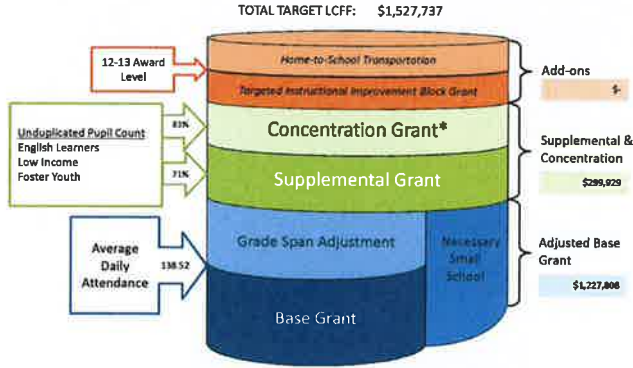 TOTAL TARGET LCFF: $1,527,737
12-13 Award
Level
Home-to-School Transportation
Targeted Instructional Improvement Block Grant
Add-ons
$-
Unduplicated Pupil Count
English Learners
Low Income
Foster Youth
83%
71%
Concentration Grant*
Supplemental Grant
Supplemental &
Concentration
$299,929
Average
Daily
Attendance
138.52
Grade Span Adjustment
Necessary
Small
School
Base Grant
Adjusted Base
Grant
$1,227,808